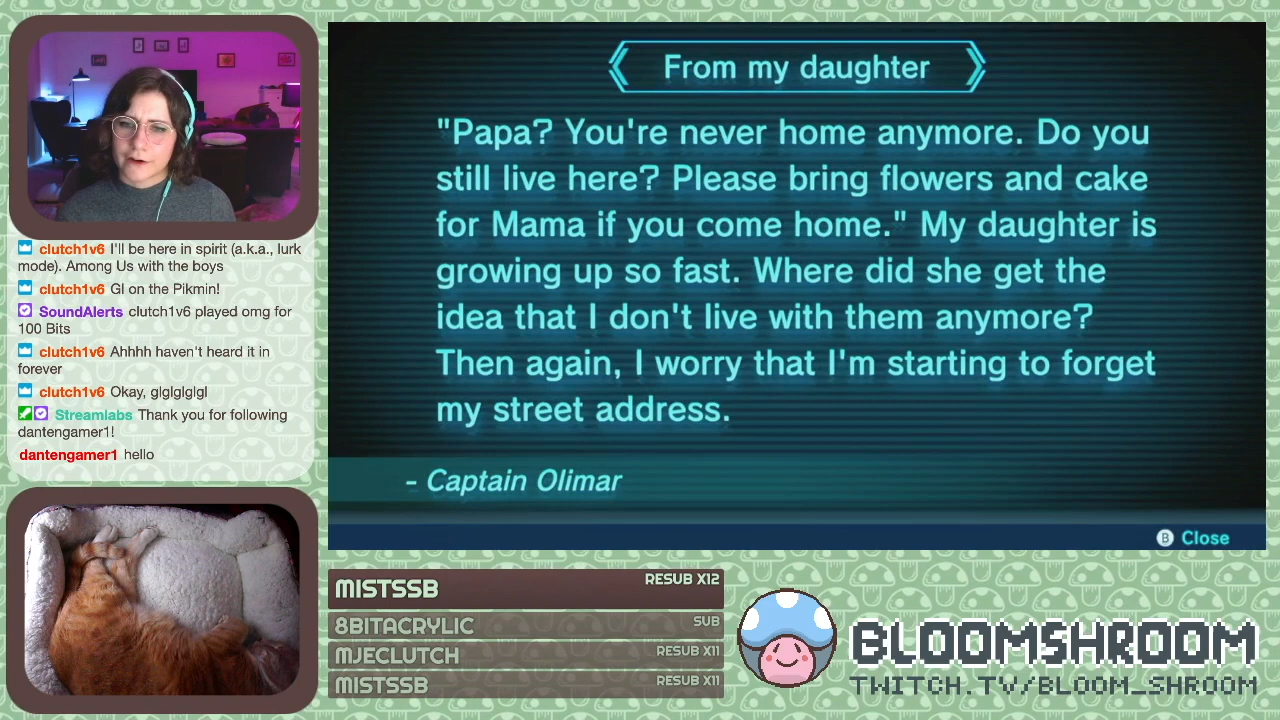 clutch1v6 I'll be here in spirit (a.k.a., lurk
mode). Among Us with the boys
clutch1v6 Gl on the Pikmin!
SoundAlerts clutch1v6 played omg for
100 Bits
clutch1v6 Ahhhh haven't heard it in
forever
clutch1v6 Okay, glglglglgl
Streamlabs Thank you for following
dantengamer1!
dantengamer1 hello
From my daughter
"Papa? You're never home anymore. Do you
still live here? Please bring flowers and cake
for Mama if you come home." My daughter is
growing up so fast. Where did she get the
idea that I don't live with them anymore?
Then again, I worry that I'm starting to forget
my street address.
- Captain Olimar
B Close
MISTSSB RESUB X12
8BITACRYLIC SUB
MJECLUTCH RESUB X11
MISTSSB RESUB X11
BLOOMSHROOM
TWITCH.TV/BLOOM_SHROOM